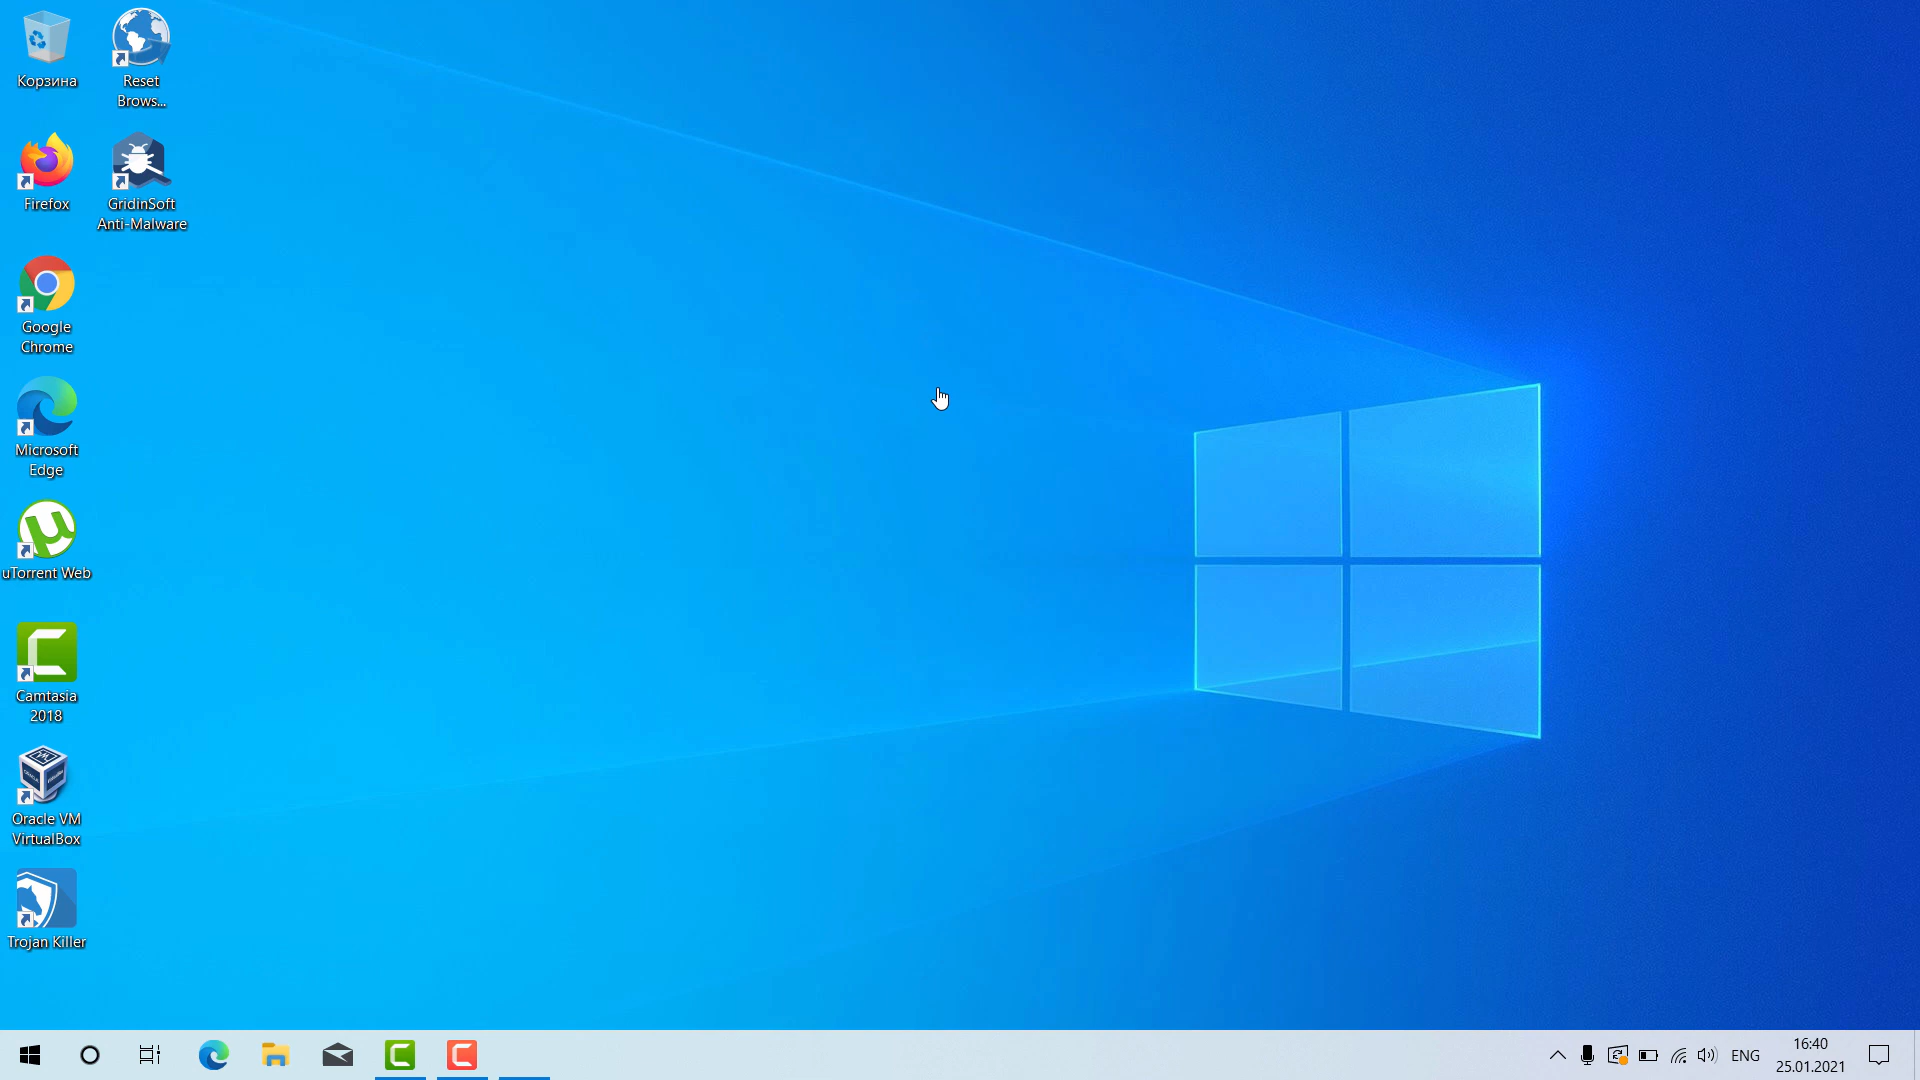 Корзина
Reset
Brows...
Firefox
GridinSoft
Anti-Malware
Google
Chrome
Microsoft
Edge
uTorrent Web
Camtasia
2018
Oracle VM
VirtualBox
Trojan Killer
ENG
16:40
25.01.2021